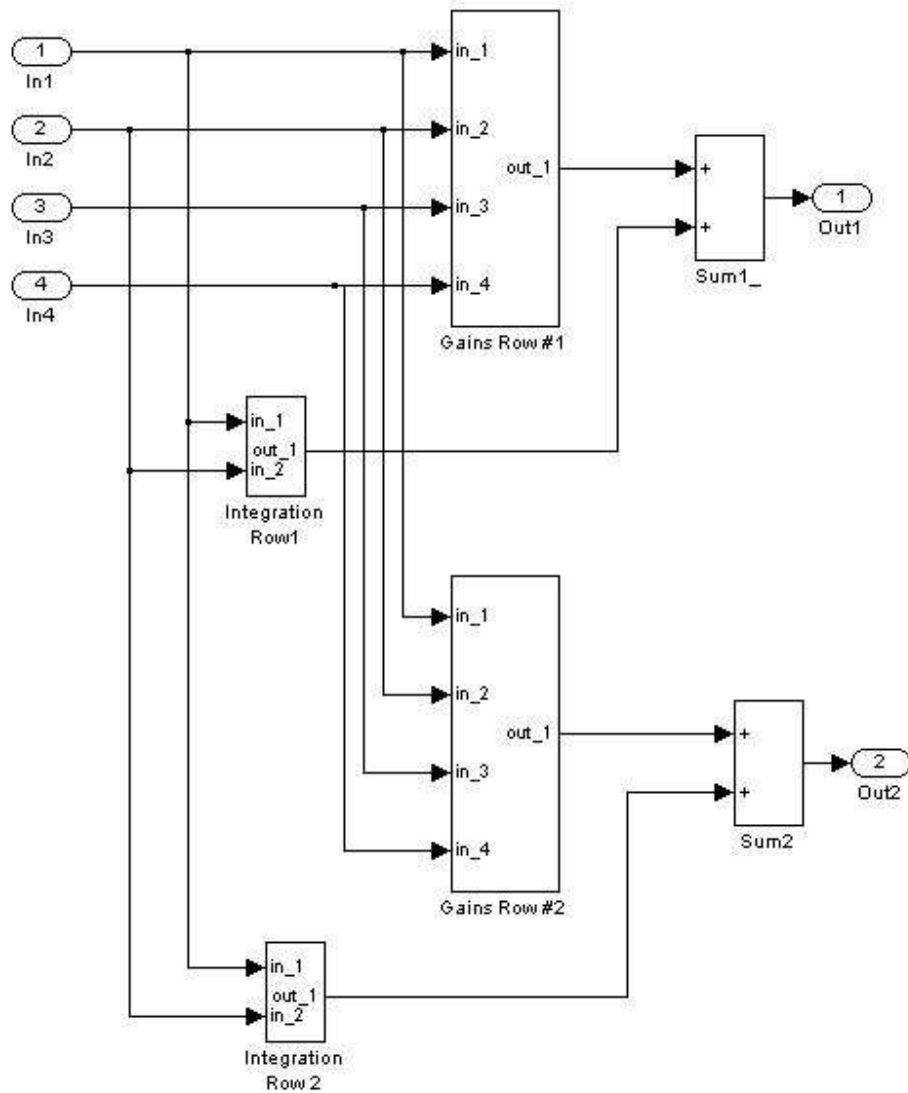 1
In1
2
In2
3
In3
4
In4
in_1
in_2
out_1
in_3
in_4
Gains Row #1
+
+
Sum1_
1
Out1
in_1
out_1
in_2
Integration
Row1
in_1
in_2
out_1
in_3
in_4
Gains Row #2
+
+
Sum2
2
Out2
in_1
out_1
in_2
Integration
Row 2